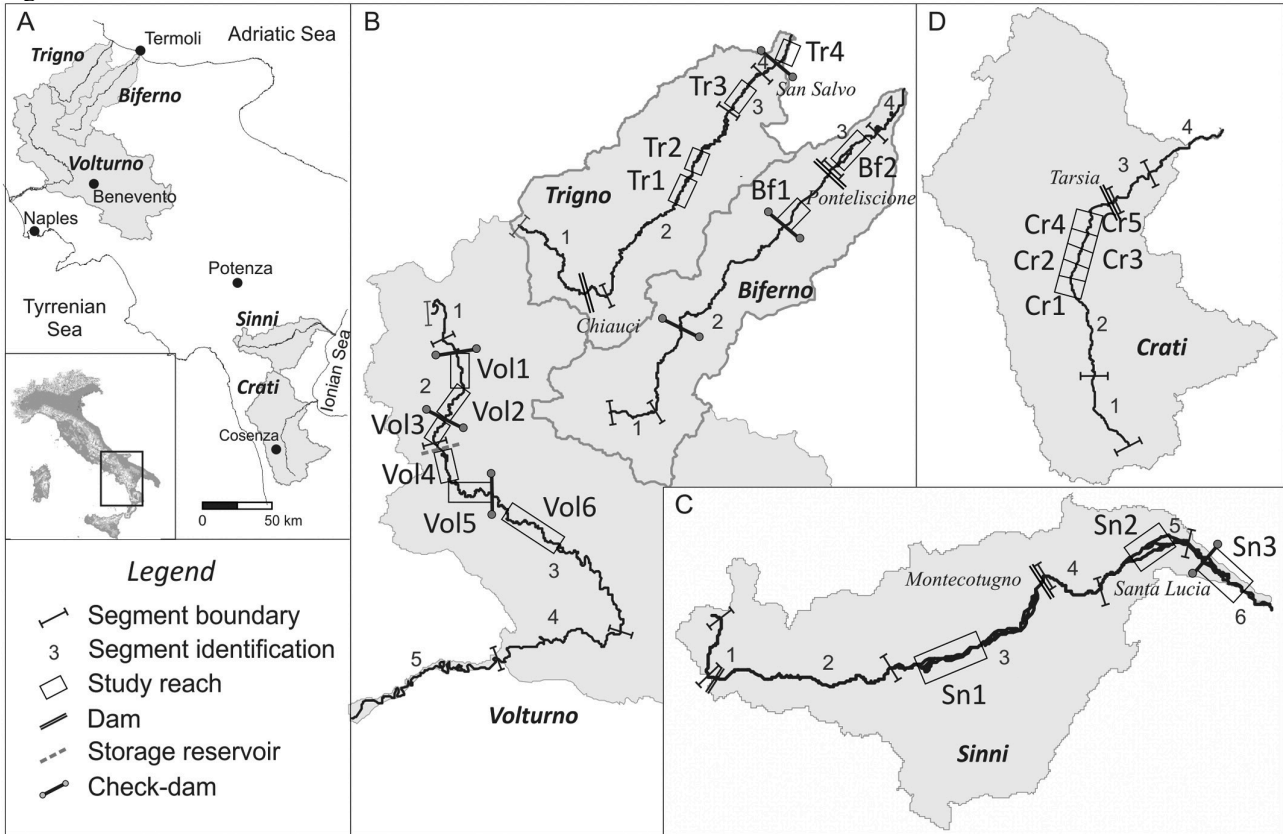 A
Adriatic Sea
Termoli
Trigno
Biferno
Volturno
Benevento
Naples
Potenza
Tyrrenian
Sea
Sinni
Crati
Ionian Sea
Cosenza
0 50 km
Legend
Segment boundary
3 Segment identification
Study reach
Dam
Storage reservoir
Check-dam
B
Tr4
4
San Salvo
Tr3
3
Tr2
Tr1
Trigno
2
1
Chiauci
4
3
Bf2
Bf1
Ponteliscione
Biferno
2
1
1
Vol1
2
Vol2
Vol3
Vol4
Vol5
Vol6
3
4
5
Volturno
D
4
3
Tarsia
Cr4
Cr5
Cr2
Cr3
Cr1
2
Crati
1
C
Sn2
5
Sn3
Montecotugno
4
Santa Lucia
6
1
2
3
Sn1
Sinni